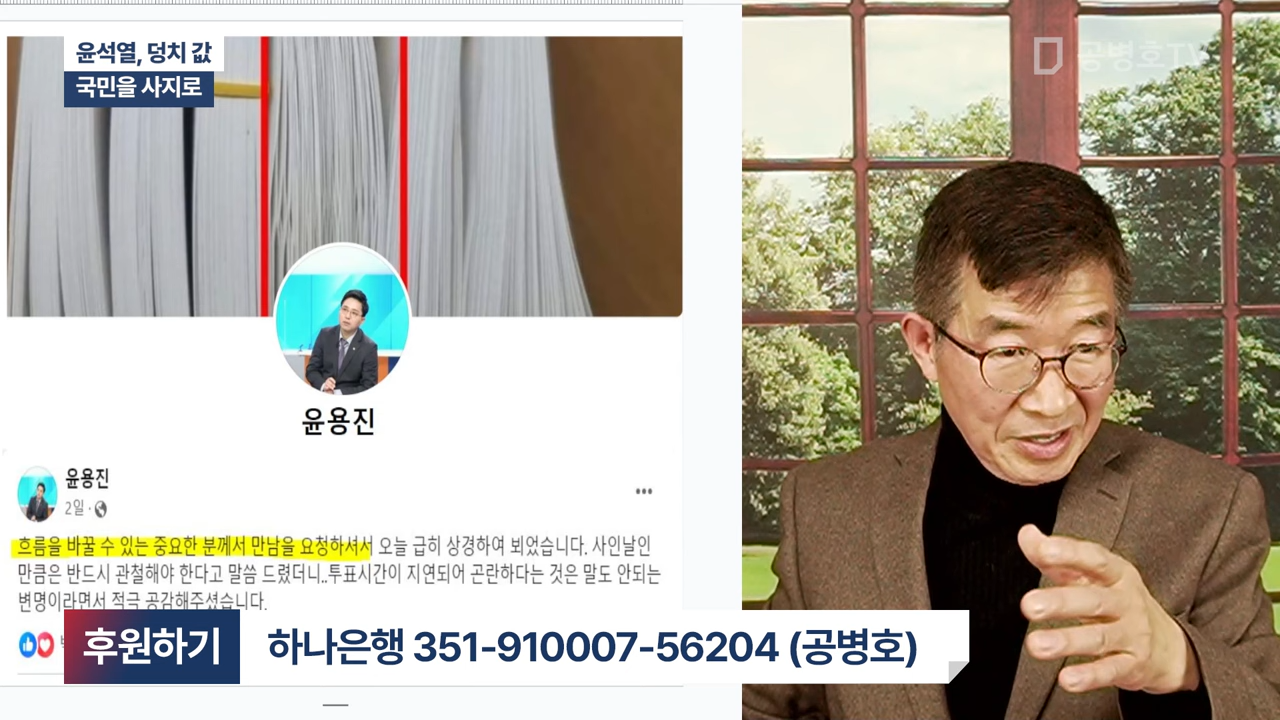 윤석열, 덩치 값
국민을 사지로
공병호TV
윤용진
윤용진
2일 ·
흐름을 바꿀 수 있는 중요한 분께서 만남을 요청하셔서 오늘 급히 상경하여 뵈었습니다. 사인날인
만큼은 반드시 관철해야 한다고 말씀 드렸더니..투표시간이 지연되어 곤란하다는 것은 말도 안되는
변명이라면서 적극 공감해주셨습니다.
후원하기
하나은행 351-910007-56204 (공병호)